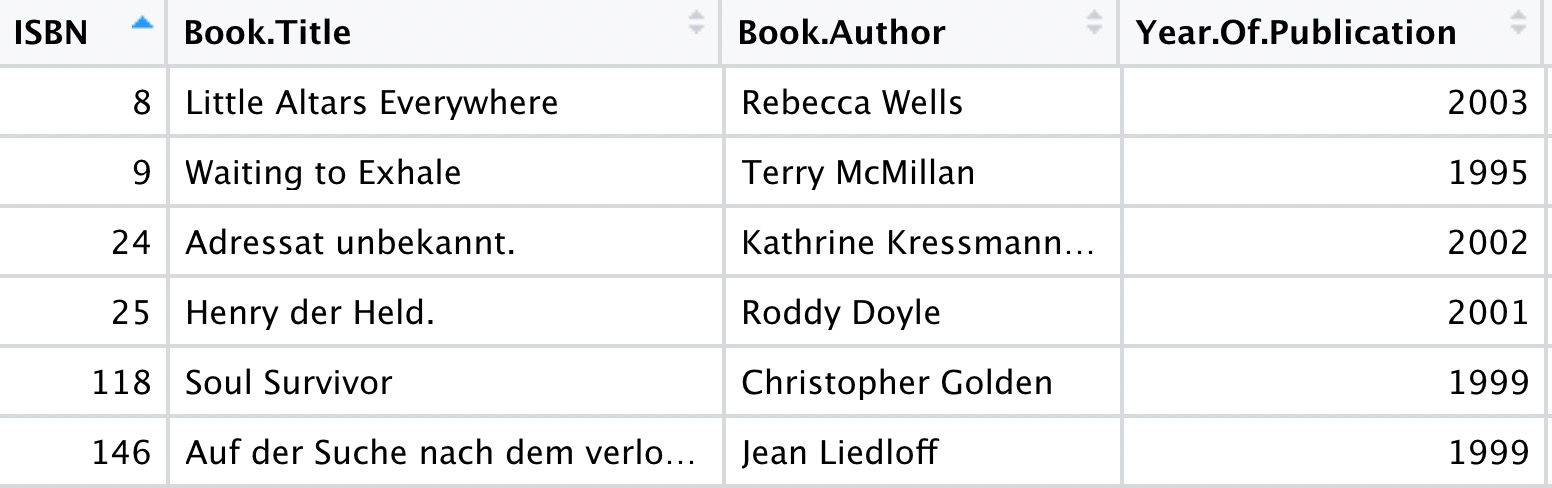 ISBN Book.Title Book.Author Year.Of.Publication
8 Little Altars Everywhere Rebecca Wells 2003
9 Waiting to Exhale Terry McMillan 1995
24 Adressat unbekannt. Kathrine Kressmann... 2002
25 Henry der Held. Roddy Doyle 2001
118 Soul Survivor Christopher Golden 1999
146 Auf der Suche nach dem verlo... Jean Liedloff 1999